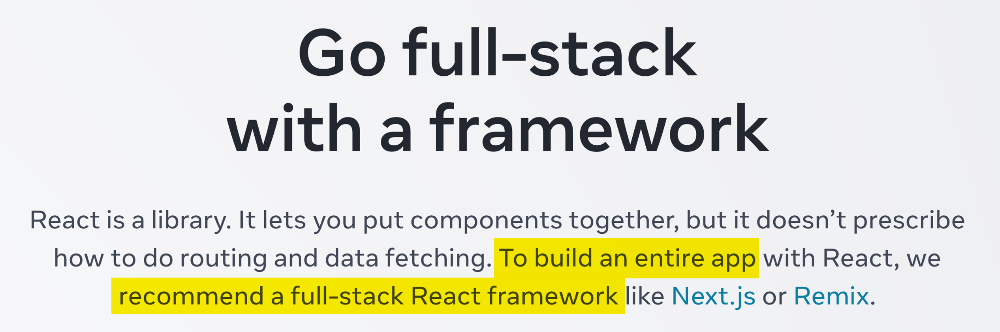 Go full-stack
with a framework
React is a library. It lets you put components together, but it doesn’t prescribe
how to do routing and data fetching. To build an entire app with React, we
recommend a full-stack React framework like Next.js or Remix.